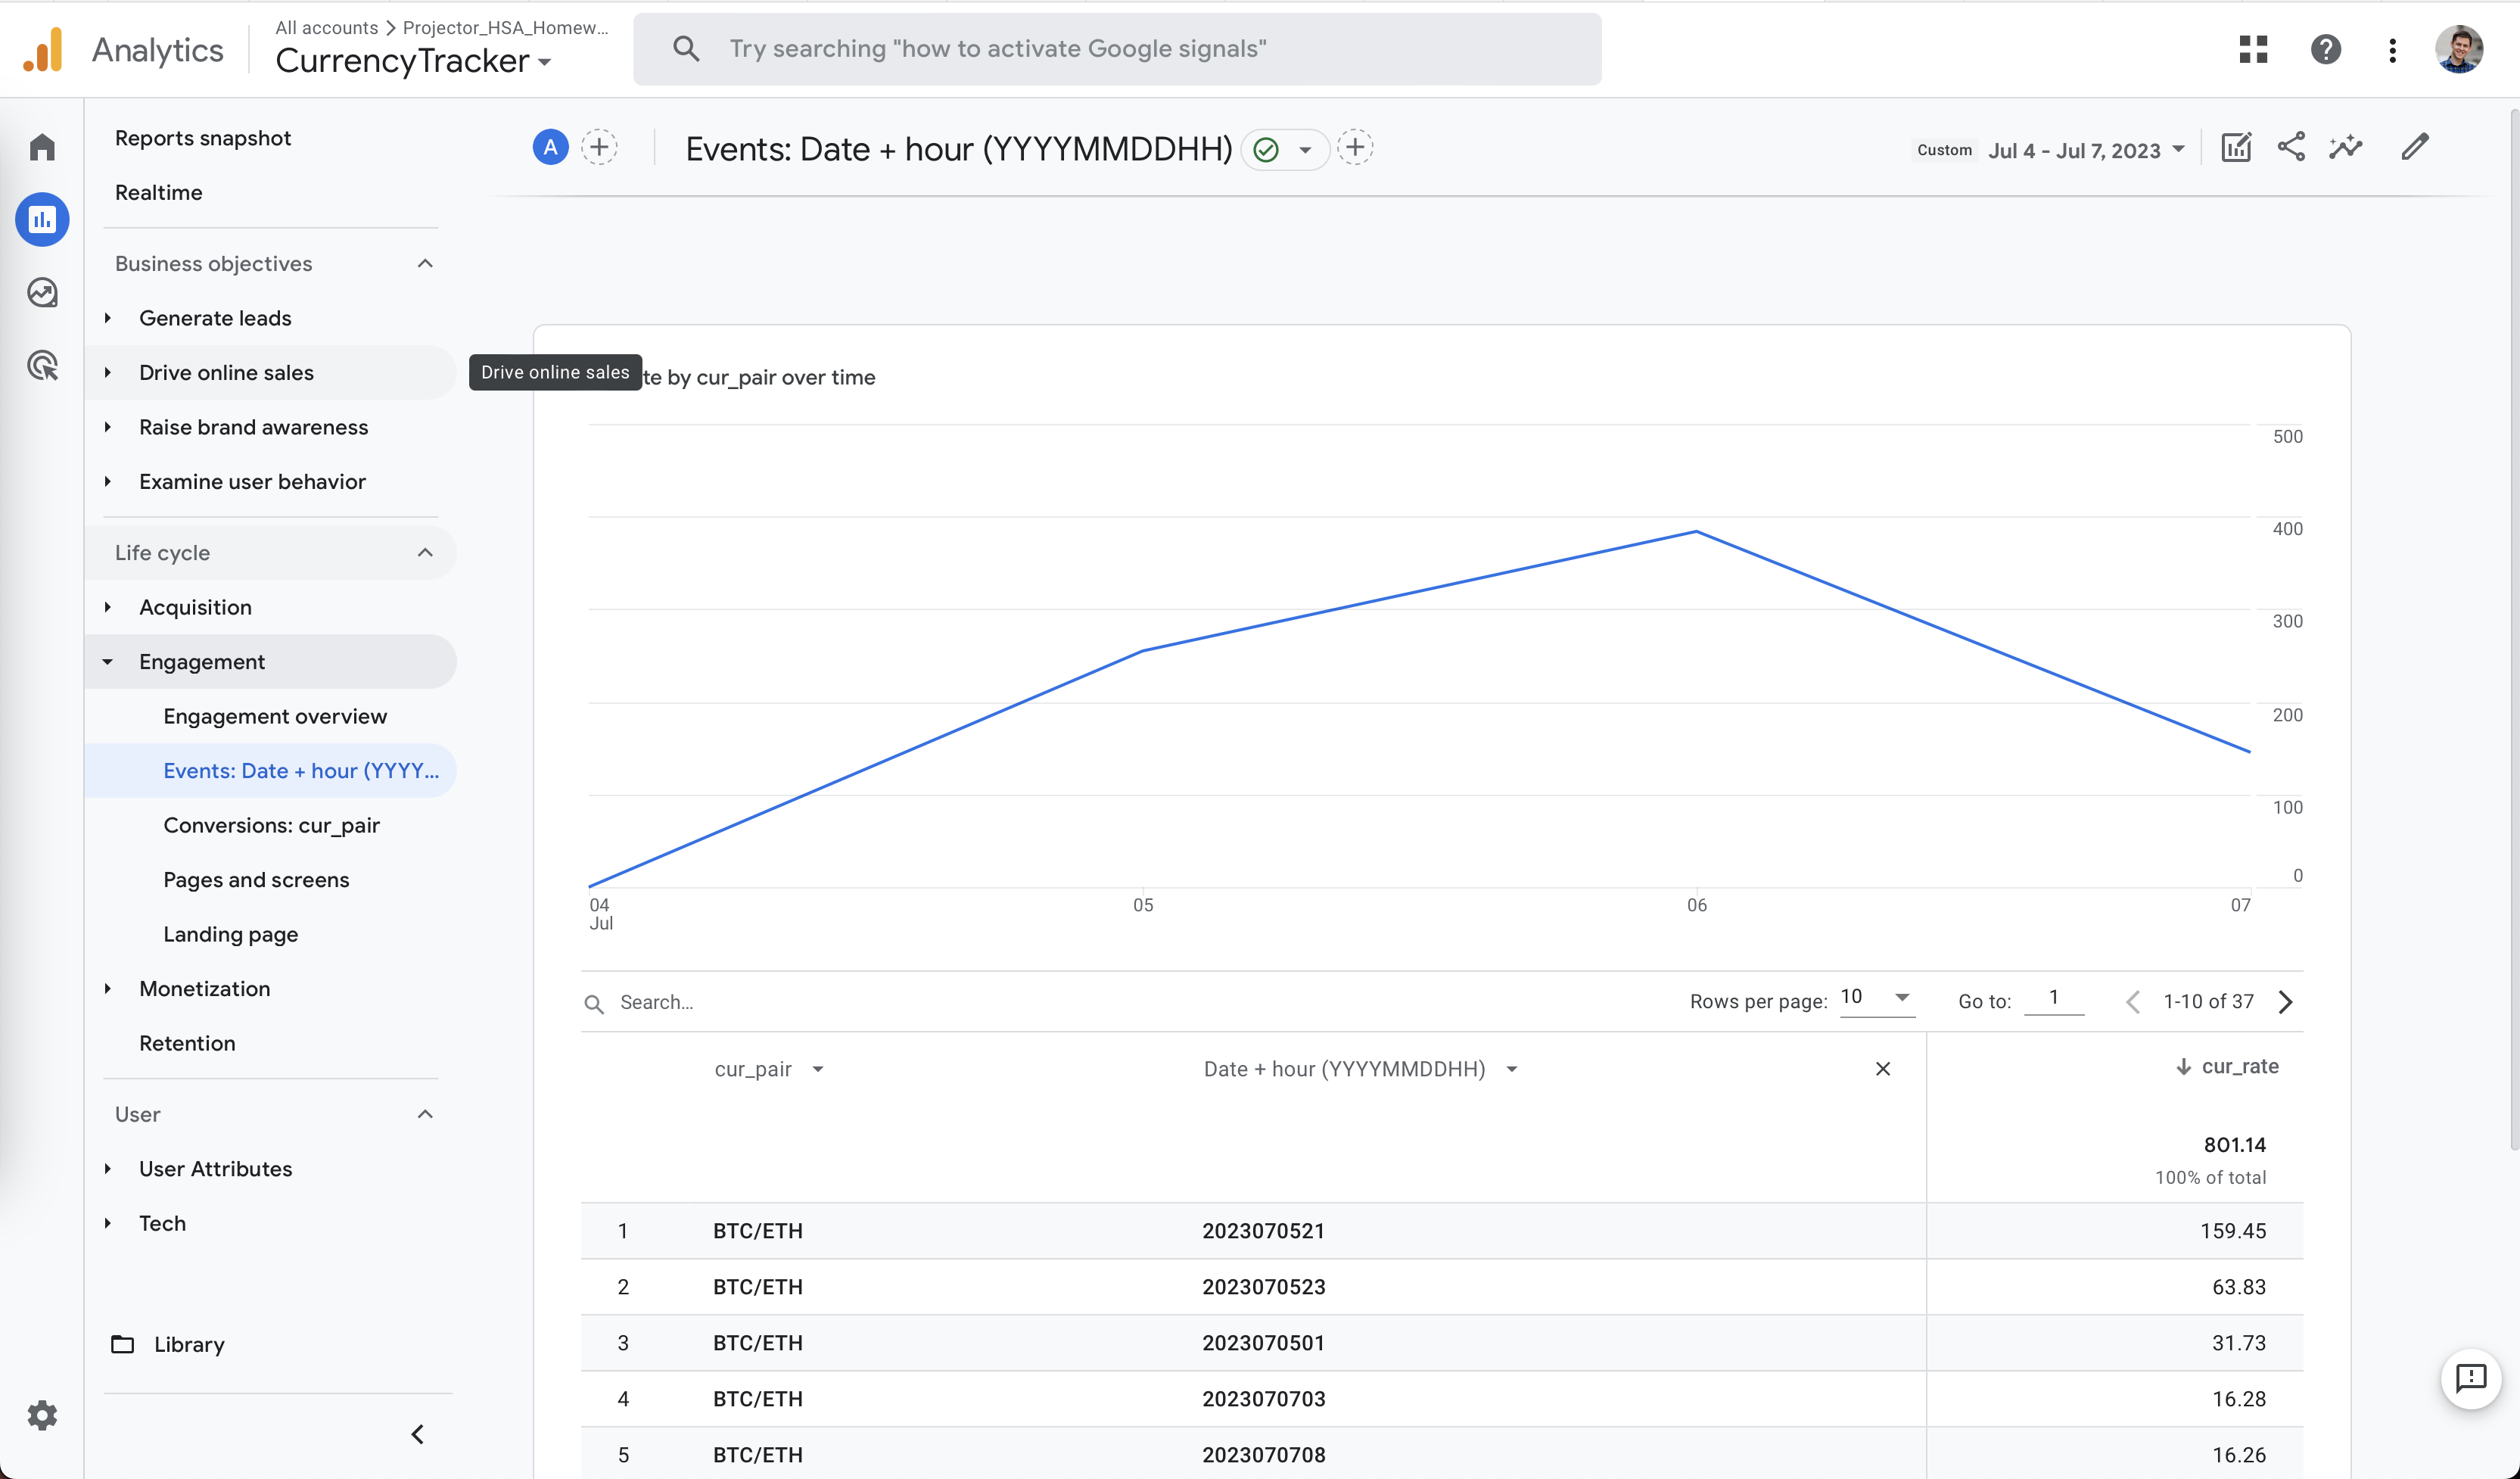 Analytics
All accounts > Projector_HSA_Homew...
CurrencyTracker
Try searching "how to activate Google signals"
Reports snapshot
Realtime
Business objectives
Generate leads
Drive online sales
Raise brand awareness
Examine user behavior
Life cycle
Acquisition
Engagement
Engagement overview
Events: Date + hour (YYYY...
Conversions: cur_pair
Pages and screens
Landing page
Monetization
Retention
User
User Attributes
Tech
Library
A
Events: Date + hour (YYYYMMDDHH)
Custom Jul 4 - Jul 7, 2023
Drive online sales
te by cur_pair over time
500
400
300
200
100
0
04 05 06 07
Jul
Search...
Rows per page: 10 Go to: 1 1-10 of 37
cur_pair Date + hour (YYYYMMDDHH) cur_rate
801.14
100% of total
1 BTC/ETH 2023070521 159.45
2 BTC/ETH 2023070523 63.83
3 BTC/ETH 2023070501 31.73
4 BTC/ETH 2023070703 16.28
5 BTC/ETH 2023070708 16.26